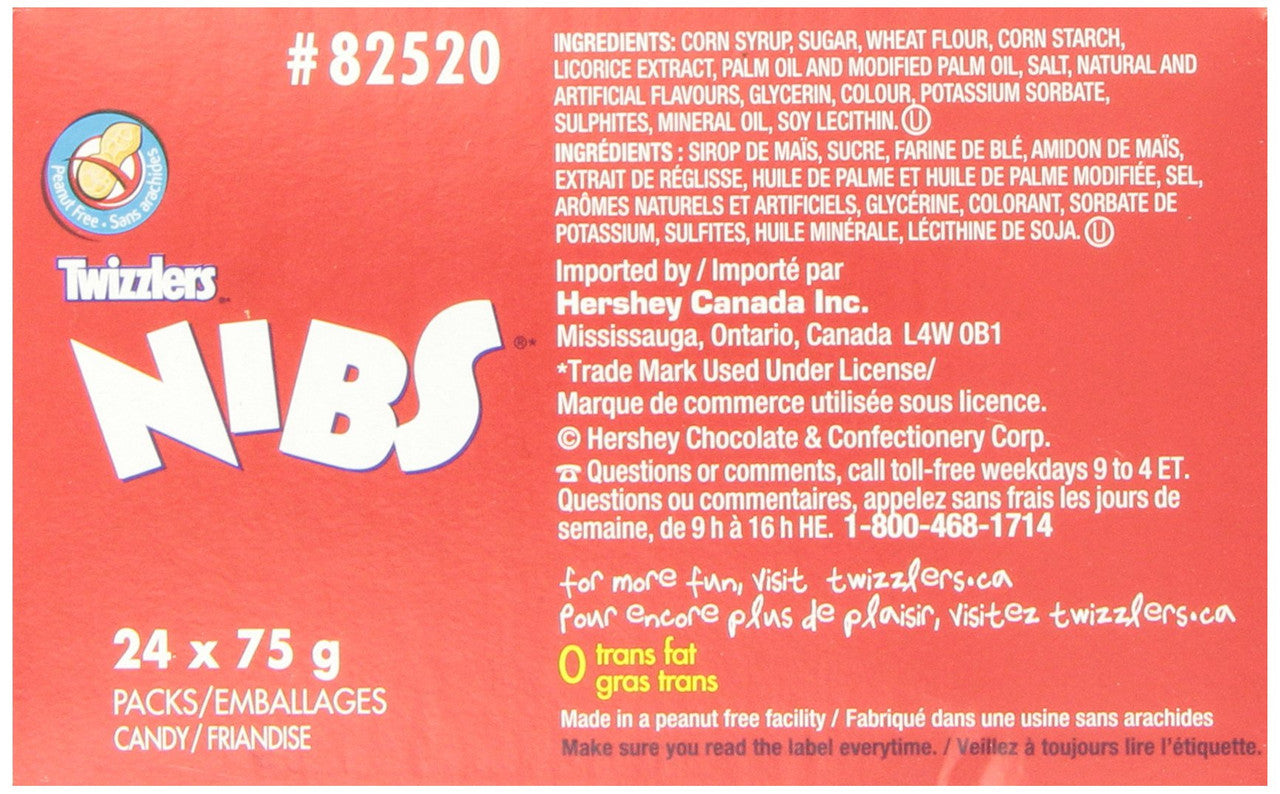 #82520
Peanut Free • Sans arachides
Twizzlers
NIBS®*
24 x 75 g
PACKS/EMBALLAGES
CANDY/FRIANDISE
INGREDIENTS: CORN SYRUP, SUGAR, WHEAT FLOUR, CORN STARCH,
LICORICE EXTRACT, PALM OIL AND MODIFIED PALM OIL, SALT, NATURAL AND
ARTIFICIAL FLAVOURS, GLYCERIN, COLOUR, POTASSIUM SORBATE,
SULPHITES, MINERAL OIL, SOY LECITHIN. Ⓤ
INGRÉDIENTS : SIROP DE MAÏS, SUCRE, FARINE DE BLÉ, AMIDON DE MAÏS,
EXTRAIT DE RÉGLISSE, HUILE DE PALME ET HUILE DE PALME MODIFIÉE, SEL,
ARÔMES NATURELS ET ARTIFICIELS, GLYCÉRINE, COLORANT, SORBATE DE
POTASSIUM, SULFITES, HUILE MINÉRALE, LÉCITHINE DE SOJA. Ⓤ
Imported by / Importé par
Hershey Canada Inc.
Mississauga, Ontario, Canada L4W 0B1
*Trade Mark Used Under License/
Marque de commerce utilisée sous licence.
© Hershey Chocolate & Confectionery Corp.
☎ Questions or comments, call toll-free weekdays 9 to 4 ET.
Questions ou commentaires, appelez sans frais les jours de
semaine, de 9 h à 16 h HE. 1-800-468-1714
for more fun, visit twizzlers.ca
Pour encore plus de plaisir, visitez twizzlers.ca
0 trans fat
gras trans
Made in a peanut free facility / Fabriqué dans une usine sans arachides
Make sure you read the label everytime. / Veillez à toujours lire l'étiquette.